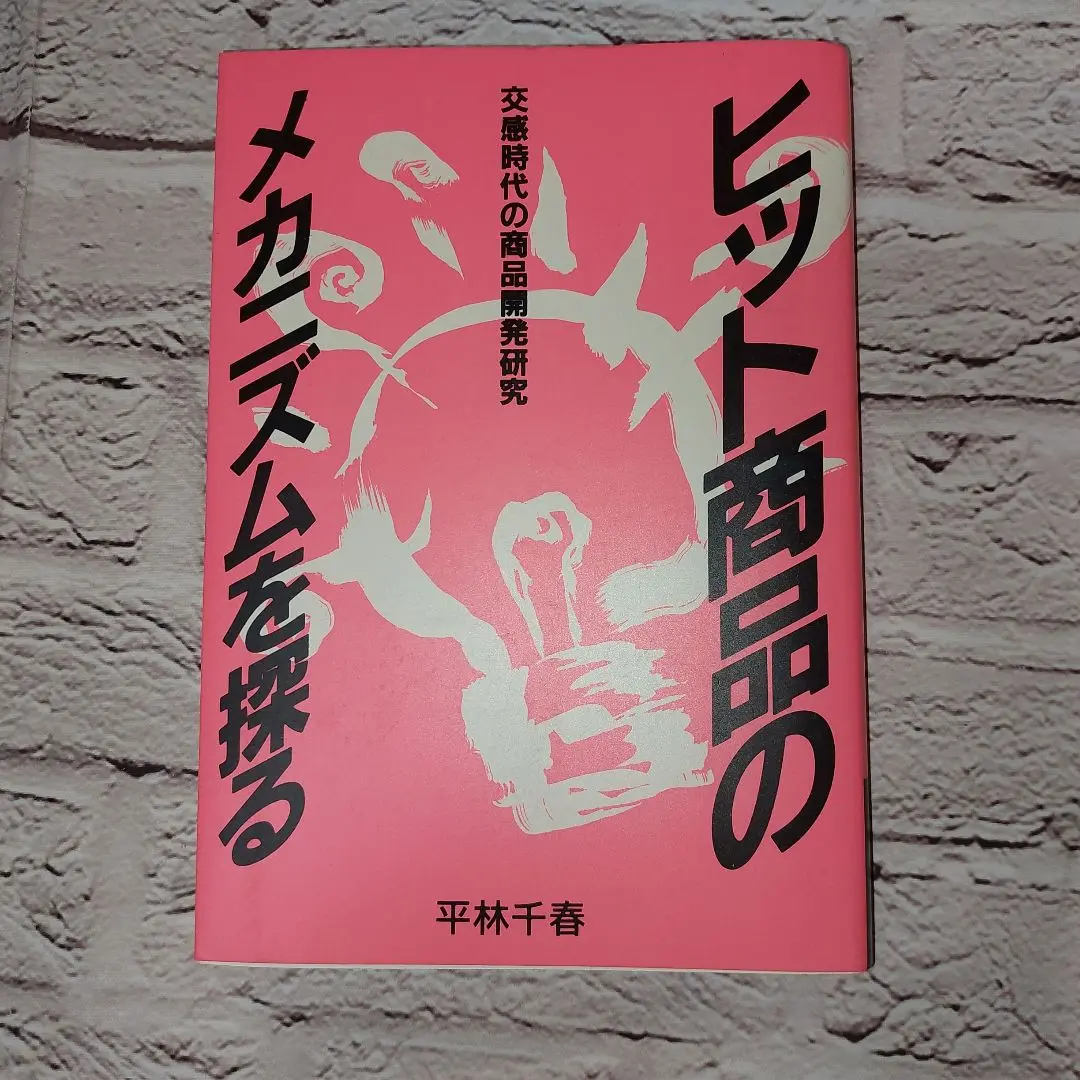 ヒット商品の
メカニズムを探る
交感時代の商品開発研究
平林千春